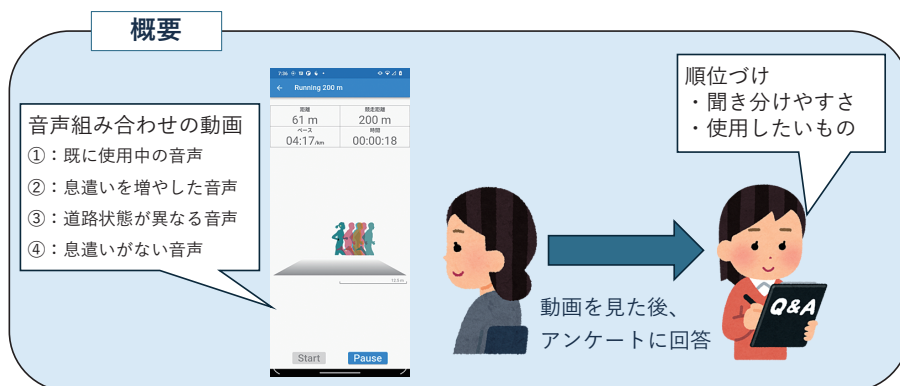 概要
音声組み合わせの動画
①：既に使用中の音声
②：息遣いを増やした音声
③：道路状態が異なる音声
④：息遣いがない音声
7:36
Running 200 m
距離
競走距離
61 m
200 m
ペース
時間
04:17/km
00:00:18
Start
Pause
順位づけ
・聞き分けやすさ
・使用したいもの
動画を見た後、
アンケートに回答
Q&A